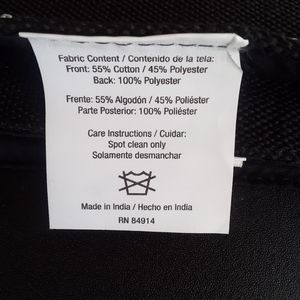 Fabric Content / Contenido de la tela:
Front: 55% Cotton / 45% Polyester
Back: 100% Polyester
Frente: 55% Algodón / 45% Poliéster
Parte Posterior: 100% Poliéster
Care Instructions / Cuidar:
Spot clean only
Solamente desmanchar
Made in India / Hecho en India
RN 84914